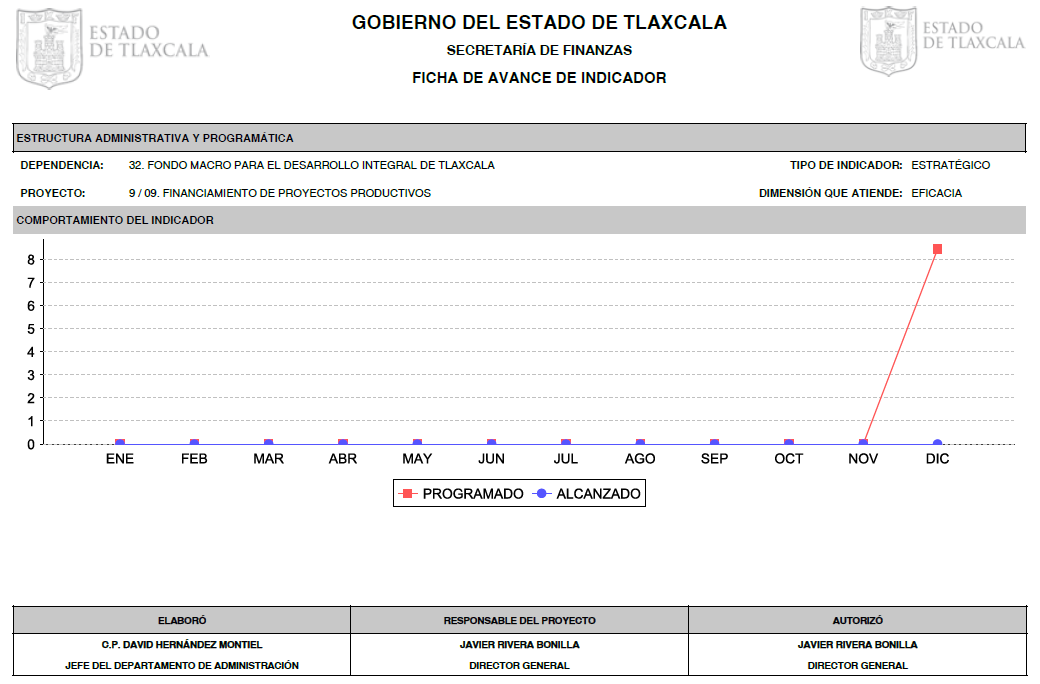 GOBIERNO DEL ESTADO DE TLAXCALA
SECRETARÍA DE FINANZAS
FICHA DE AVANCE DE INDICADOR
ESTADO
DE TLAXCALA
ESTADO
DE TLAXCALA
ESTRUCTURA ADMINISTRATIVA Y PROGRAMÁTICA
DEPENDENCIA: 32. FONDO MACRO PARA EL DESARROLLO INTEGRAL DE TLAXCALA TIPO DE INDICADOR: ESTRATÉGICO
PROYECTO: 9 / 09. FINANCIAMIENTO DE PROYECTOS PRODUCTIVOS DIMENSIÓN QUE ATIENDE: EFICACIA
COMPORTAMIENTO DEL INDICADOR
8
7
6
5
4
3
2
1
0
ENE FEB MAR ABR MAY JUN JUL AGO SEP OCT NOV DIC
PROGRAMADO ALCANZADO
ELABORÓ RESPONSABLE DEL PROYECTO AUTORIZÓ
C.P. DAVID HERNÁNDEZ MONTIEL JAVIER RIVERA BONILLA JAVIER RIVERA BONILLA
JEFE DEL DEPARTAMENTO DE ADMINISTRACIÓN DIRECTOR GENERAL DIRECTOR GENERAL